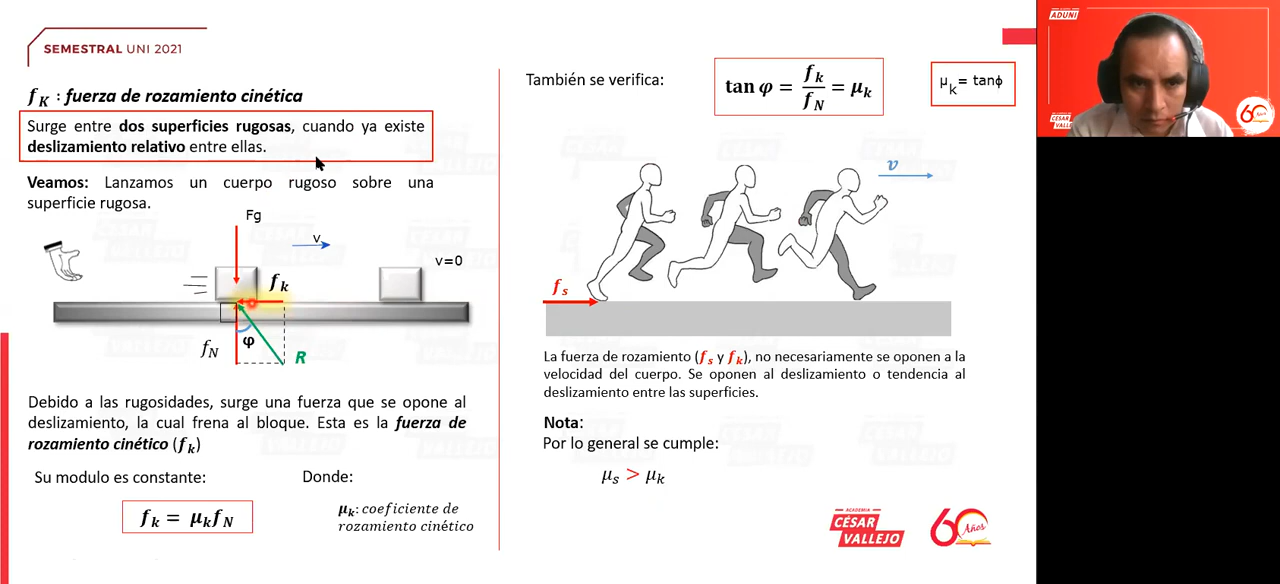 SEMESTRAL UNI 2021
f_K : fuerza de rozamiento cinética
Surge entre dos superficies rugosas, cuando ya existe
deslizamiento relativo entre ellas.
Veamos: Lanzamos un cuerpo rugoso sobre una
superficie rugosa.
Fg
v
v=0
f_k
f_N
φ
R
Debido a las rugosidades, surge una fuerza que se opone al
deslizamiento, la cual frena al bloque. Esta es la fuerza de
rozamiento cinético (f_k)
Su modulo es constante:
f_k = μ_k f_N
Donde:
μ_k: coeficiente de
rozamiento cinético
También se verifica:
tan φ = f_k / f_N = μ_k
μ_k = tanϕ
v
f_s
La fuerza de rozamiento (f_s y f_k), no necesariamente se oponen a la
velocidad del cuerpo. Se oponen al deslizamiento o tendencia al
deslizamiento entre las superficies.
Nota:
Por lo general se cumple:
μ_s > μ_k
ACADEMIA
CÉSAR
VALLEJO
60 Años
ADUNI
CÉSAR
VALLEJO
60